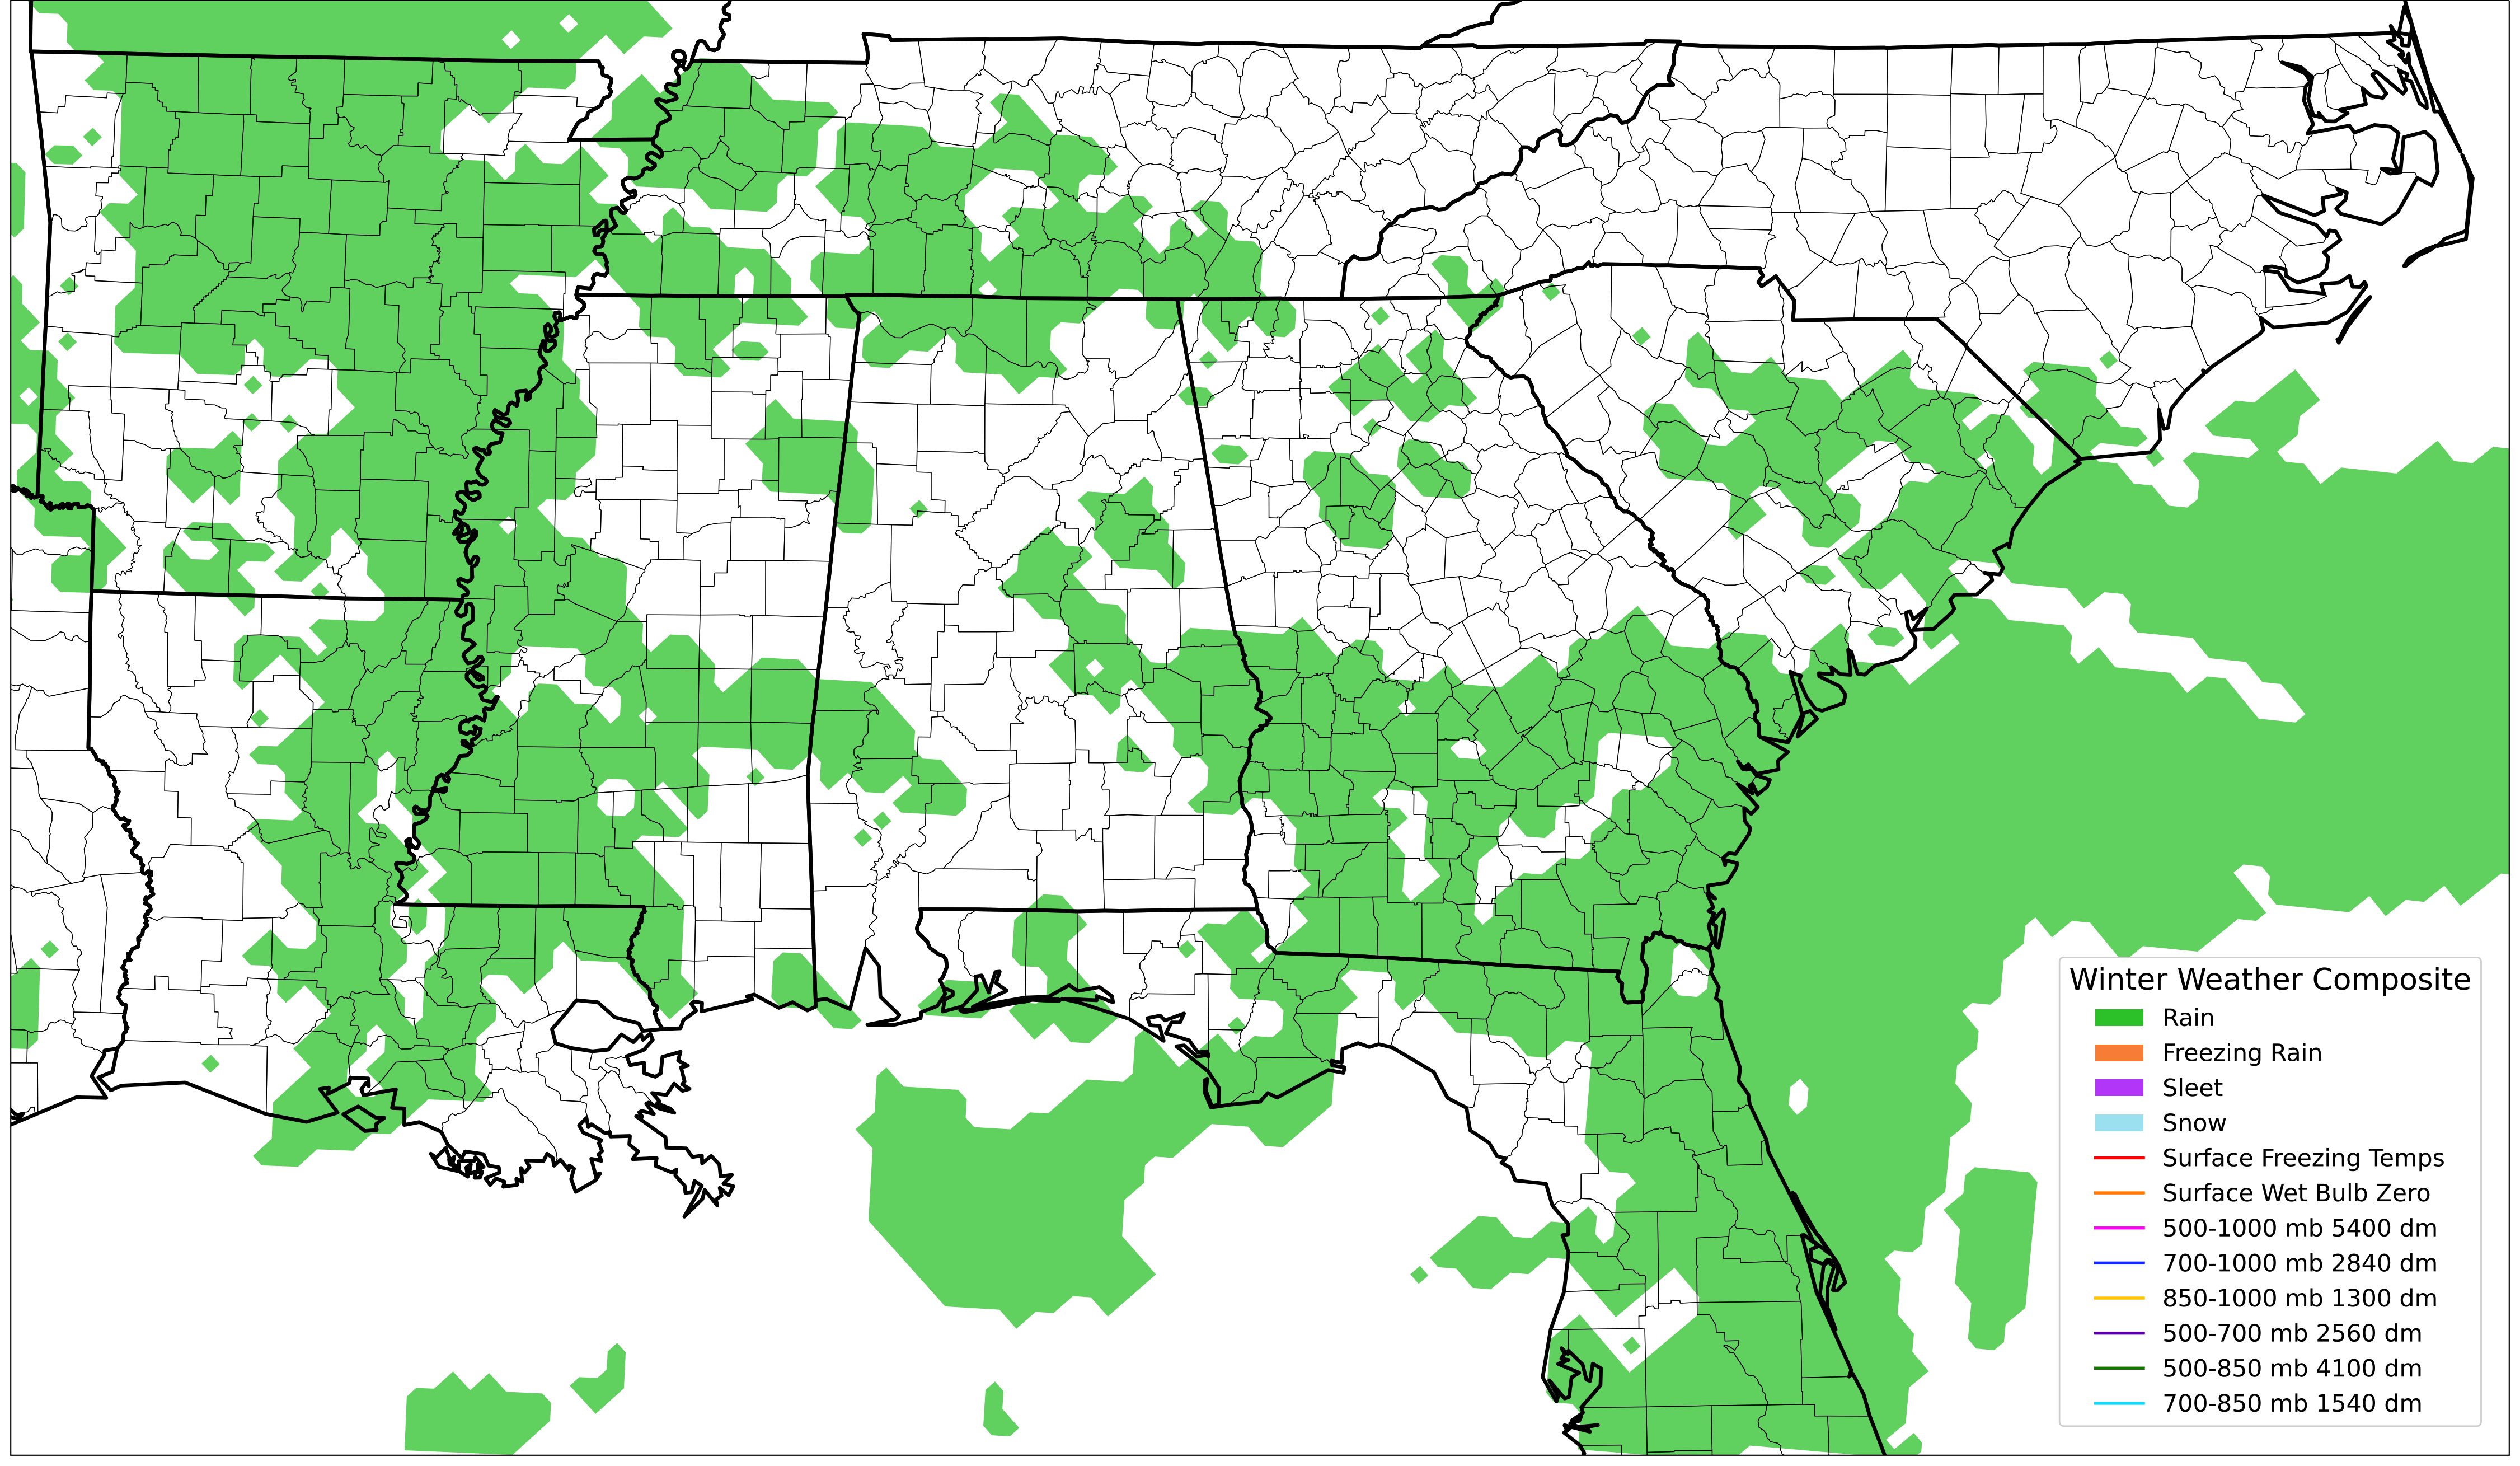 Winter Weather Composite
Rain
Freezing Rain
Sleet
Snow
Surface Freezing Temps
Surface Wet Bulb Zero
500-1000 mb 5400 dm
700-1000 mb 2840 dm
850-1000 mb 1300 dm
500-700 mb 2560 dm
500-850 mb 4100 dm
700-850 mb 1540 dm